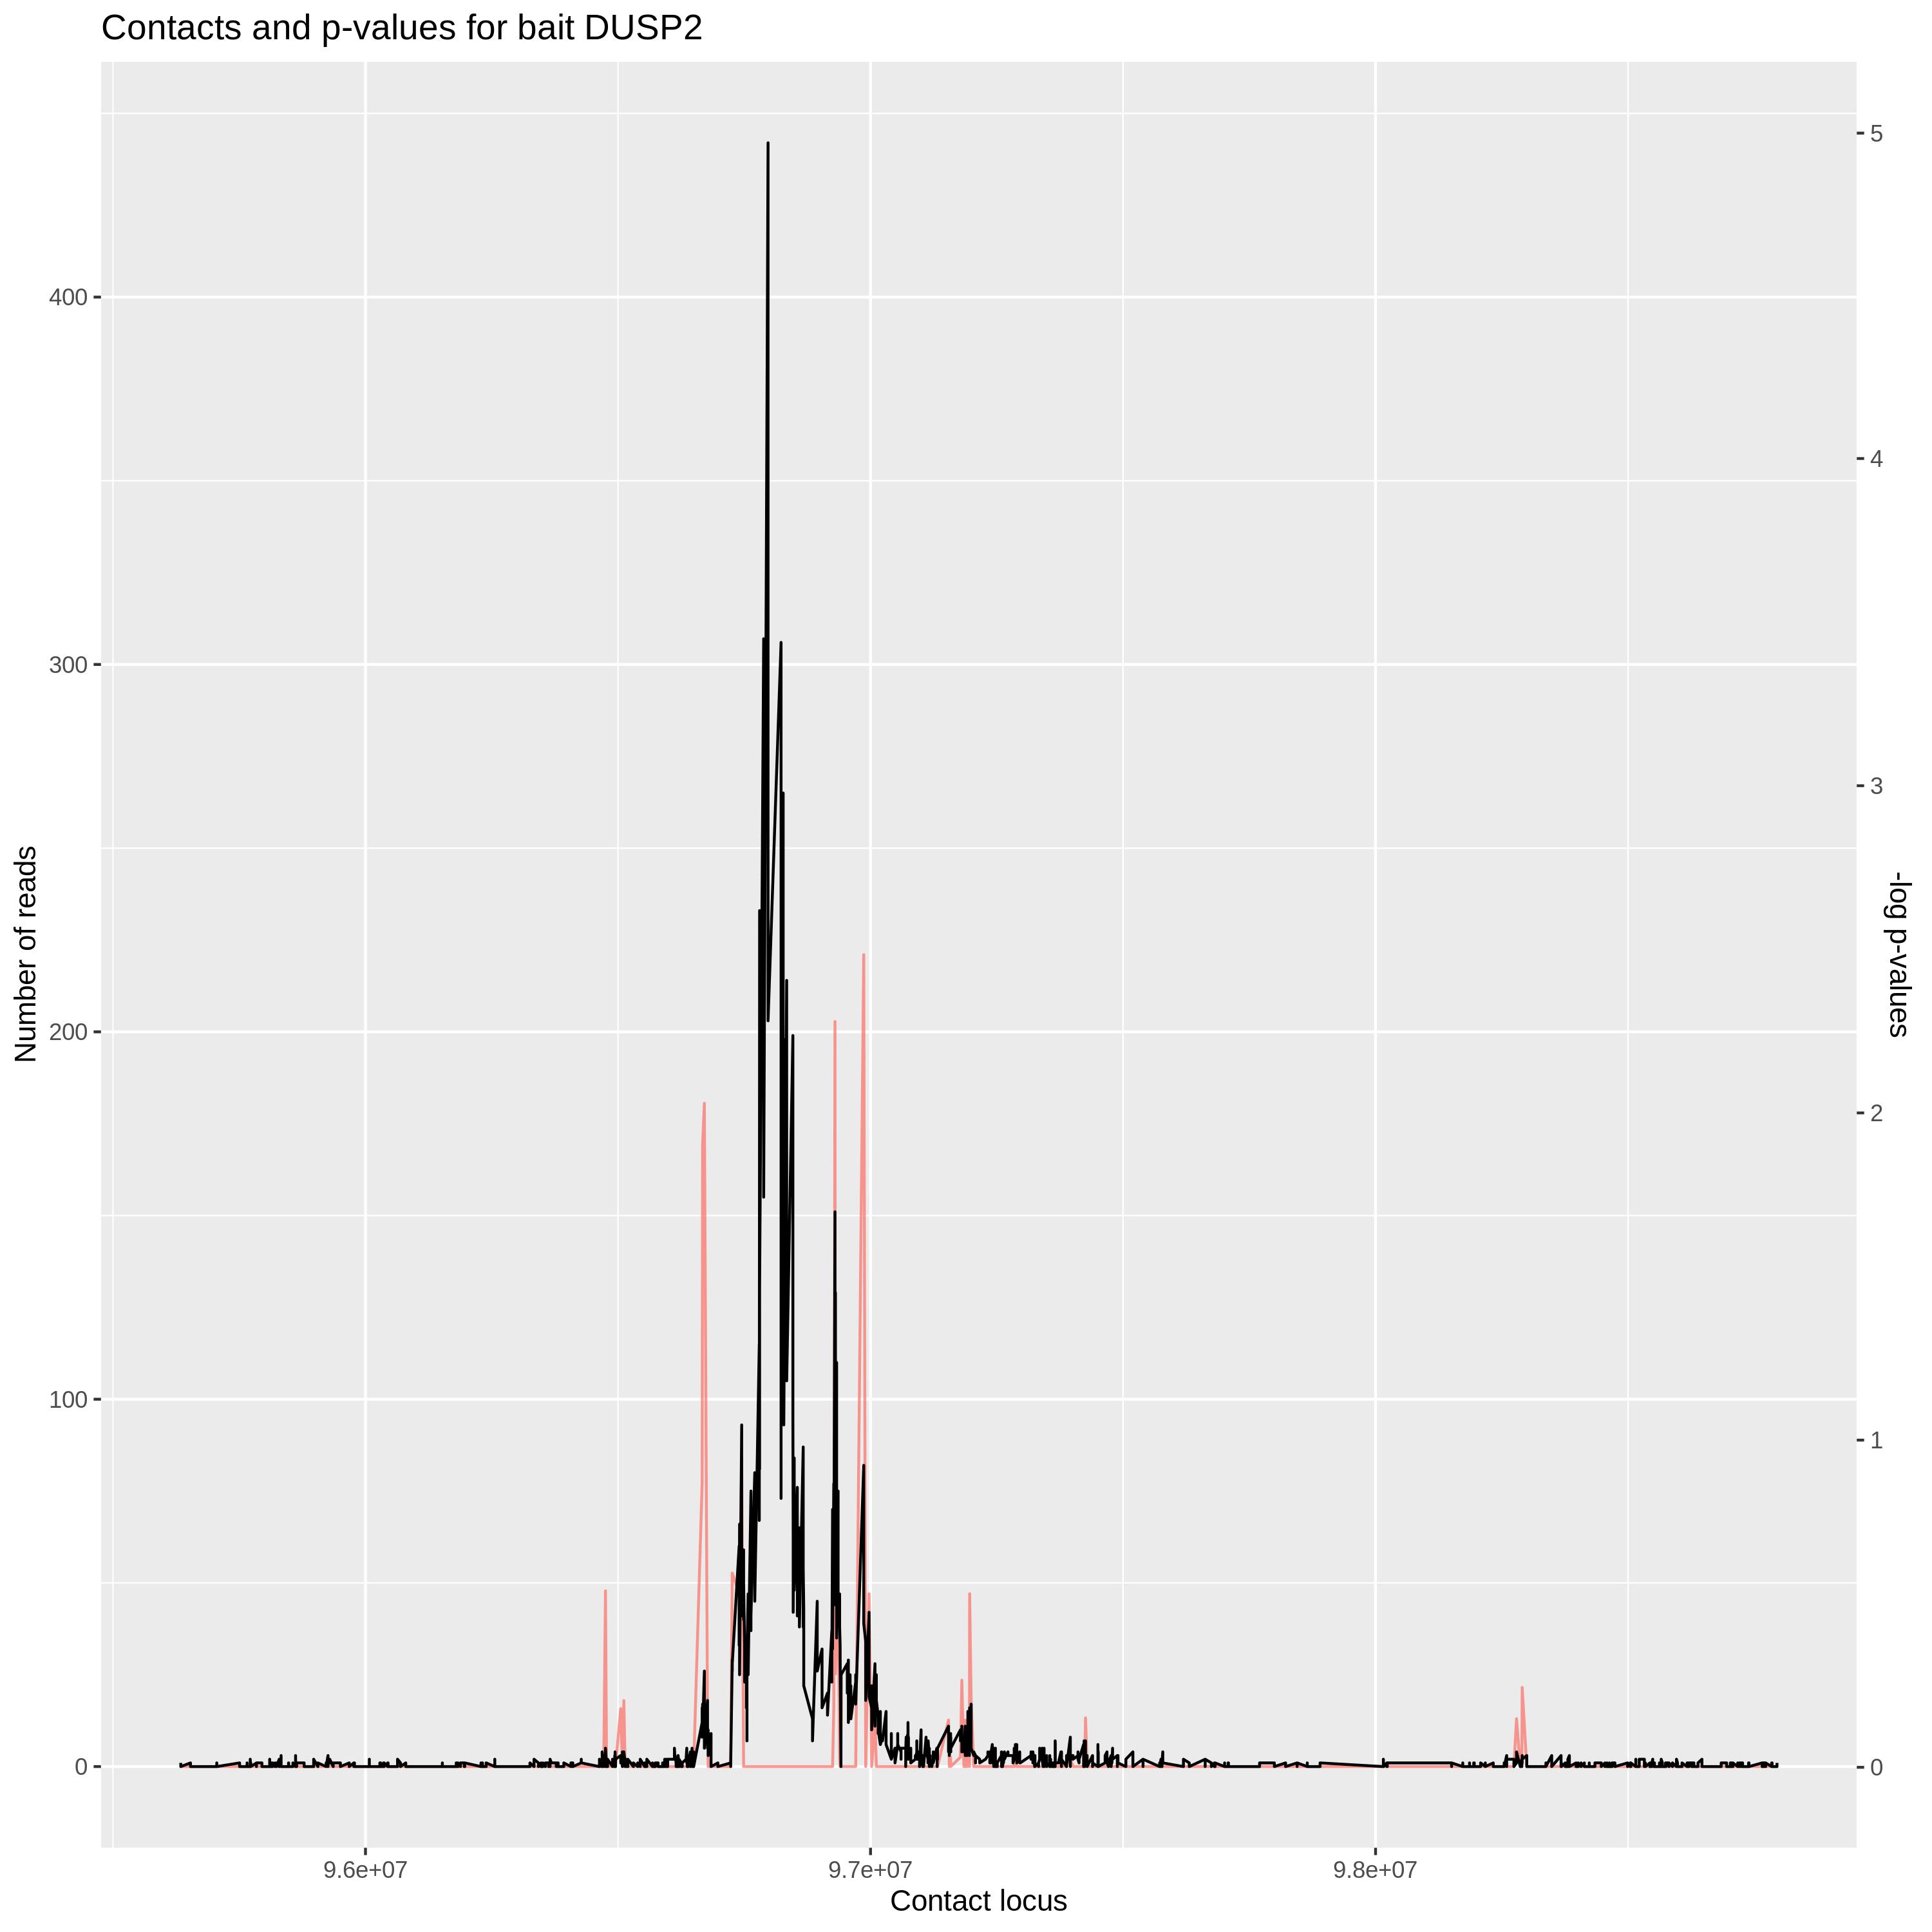 Contacts and p-values for bait DUSP2
Number of reads
400
300
200
100
0
5
4
3
2
1
0
-log p-values
9.6e+07
9.7e+07
9.8e+07
Contact locus